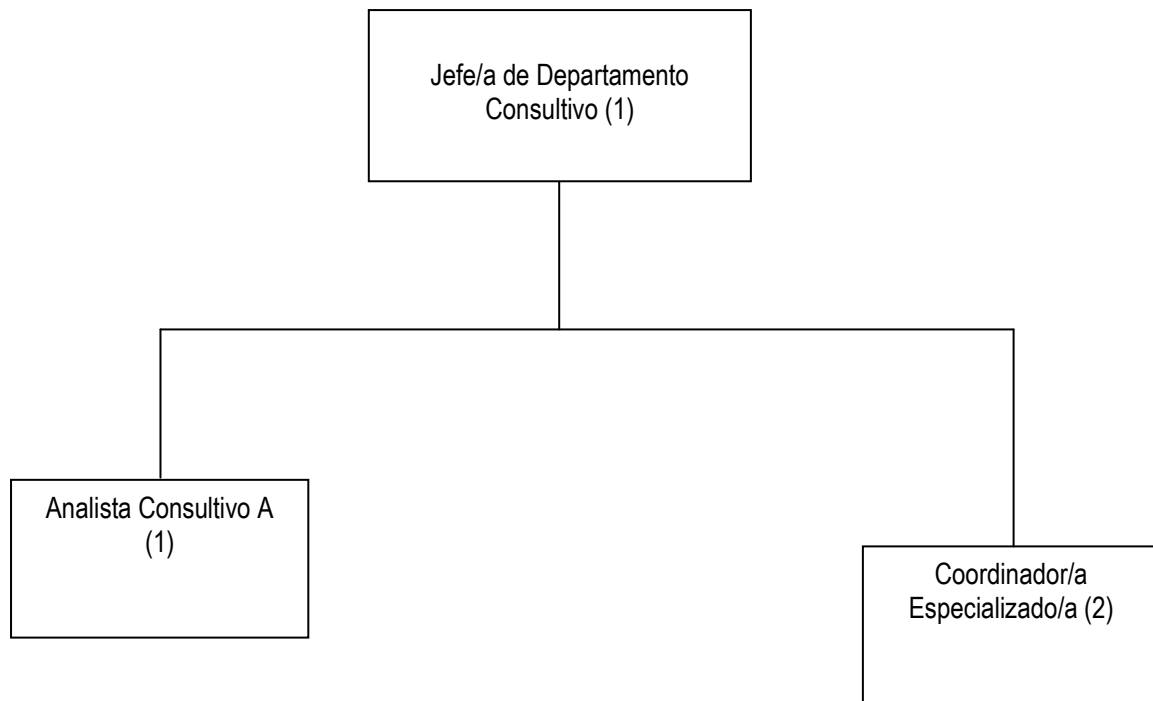 Jefe/a de Departamento
Consultivo (1)
Analista Consultivo A
(1)
Coordinador/a
Especializado/a (2)